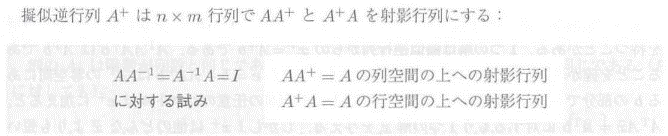 擬似逆行列 A⁺ は n × m 行列で AA⁺ と A⁺A を射影行列にする：
AA⁻¹=A⁻¹A=I AA⁺ = A の列空間の上への射影行列
に対する試み A⁺A = A の行空間の上への射影行列